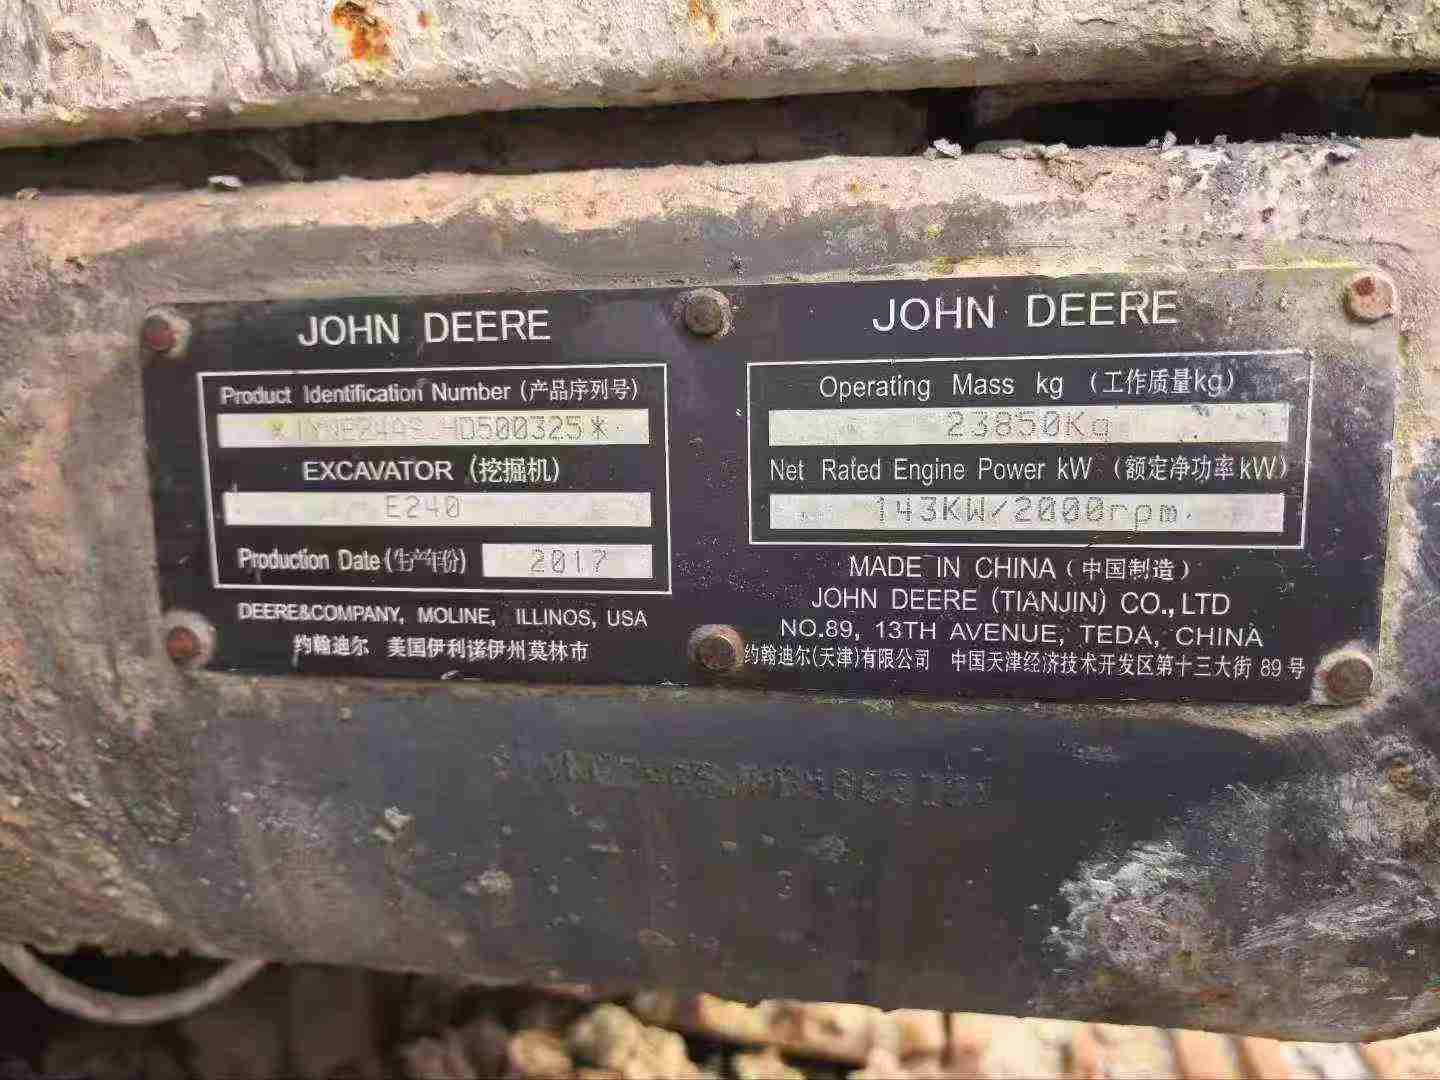 JOHN DEERE
Product Identification Number (产品序列号)
EXCAVATOR (挖掘机)
E240
Production Date (生产年份) 2017
DEERE&COMPANY, MOLINE, ILLINOS, USA
约翰迪尔 美国伊利诺伊州莫林市
JOHN DEERE
Operating Mass kg (工作质量kg)
23850Kg
Net Rated Engine Power kW (额定净功率kW)
143KW/2000rpm
MADE IN CHINA (中国制造)
JOHN DEERE (TIANJIN) CO., LTD
NO.89, 13TH AVENUE, TEDA, CHINA
约翰迪尔(天津)有限公司 中国天津经济技术开发区第十三大街 89 号